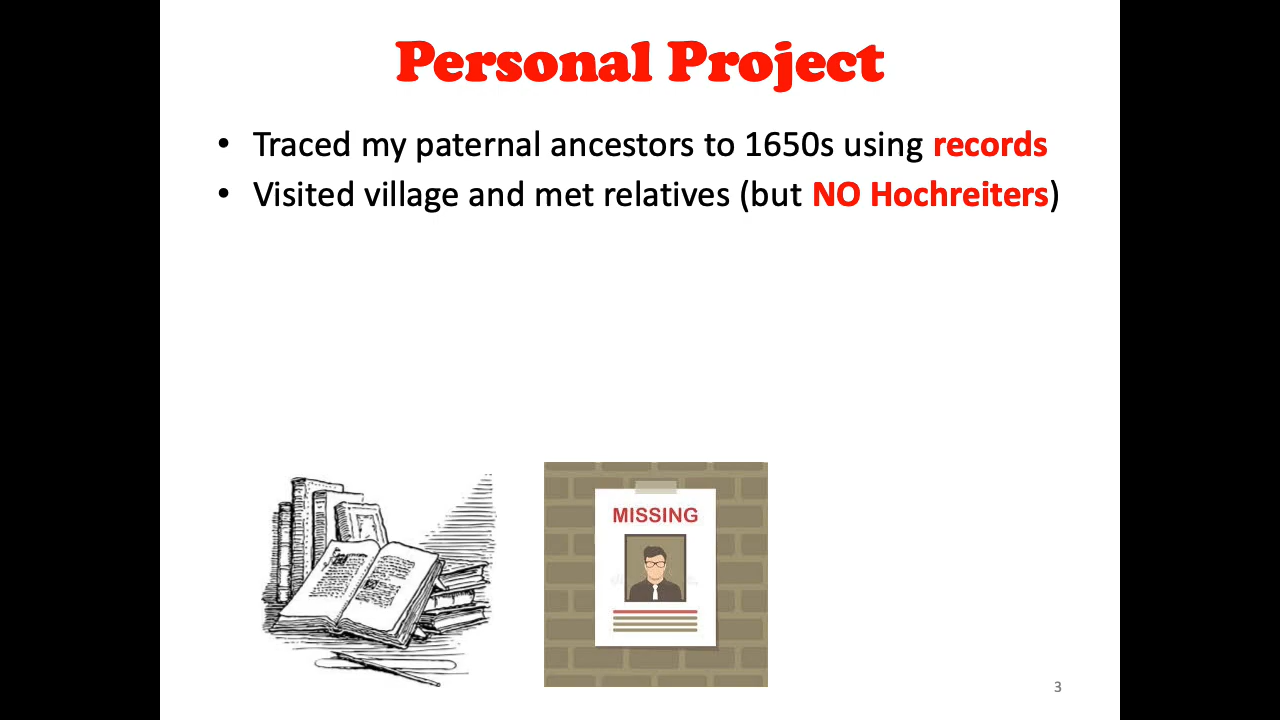 Personal Project
• Traced my paternal ancestors to 1650s using records
• Visited village and met relatives (but NO Hochreiters)
MISSING
3